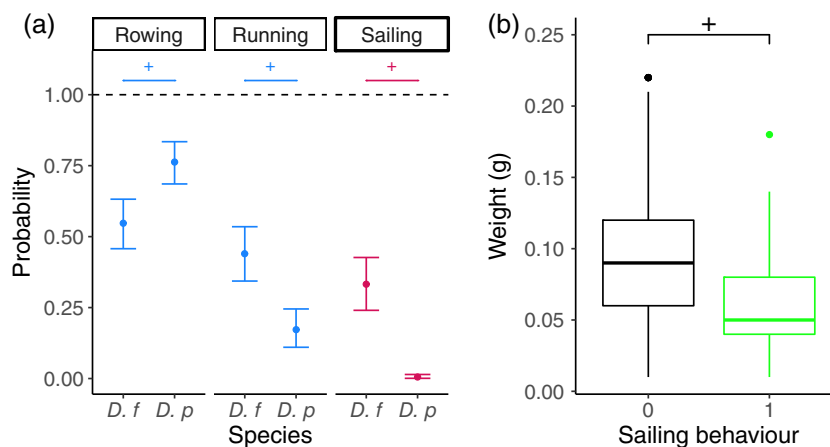 (a)
Rowing Running Sailing
+ + +
1.00
0.75
0.50
0.25
0.00
Probability
D. f D. p D. f D. p D. f D. p
Species
(b)
+
0.25
0.20
0.15
0.10
0.05
0.00
Weight (g)
0 1
Sailing behaviour